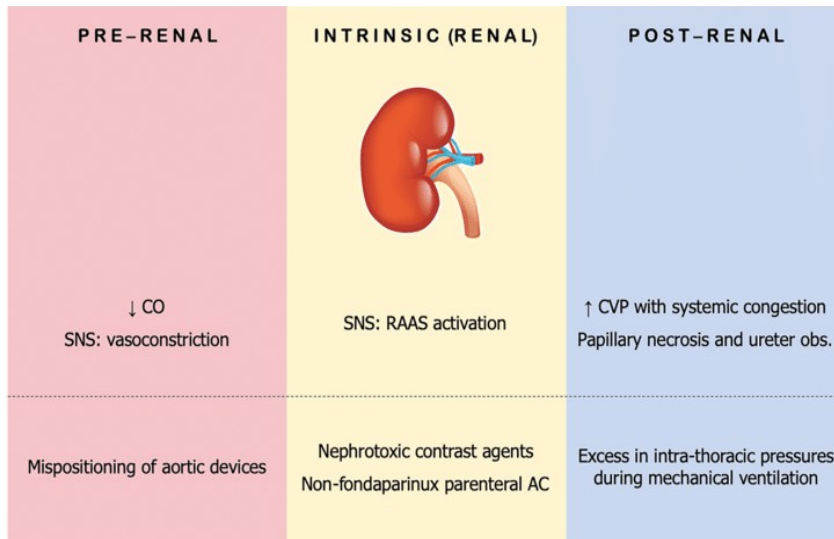 PRE–RENAL
INTRINSIC (RENAL)
POST–RENAL
↓ CO
SNS: vasoconstriction
SNS: RAAS activation
↑ CVP with systemic congestion
Papillary necrosis and ureter obs.
Mispositioning of aortic devices
Nephrotoxic contrast agents
Non-fondaparinux parenteral AC
Excess in intra-thoracic pressures
during mechanical ventilation